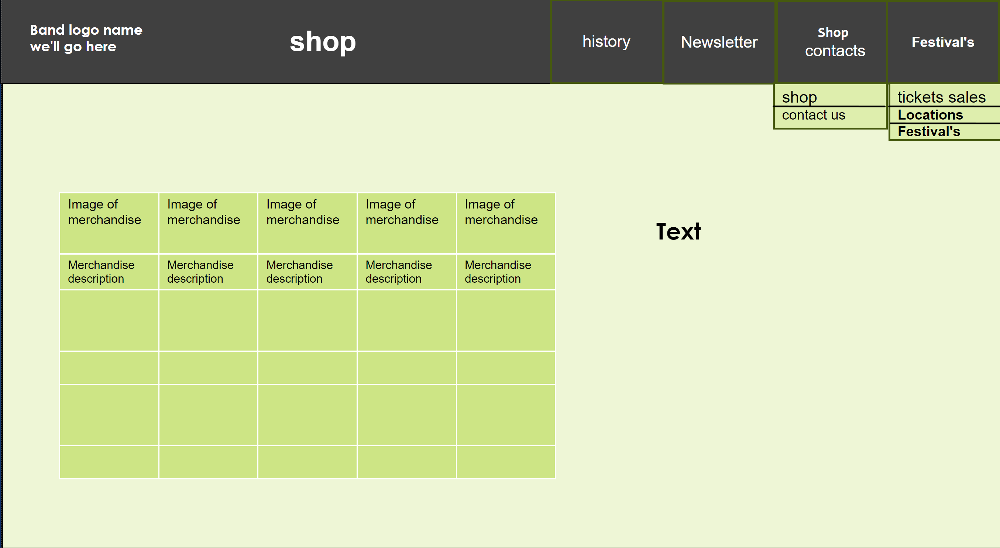 Band logo name
we'll go here
shop
history
Newsletter
Shop
contacts
Festival's
shop
contact us
tickets sales
Locations
Festival's
Image of
merchandise
Image of
merchandise
Image of
merchandise
Image of
merchandise
Image of
merchandise
Merchandise
description
Merchandise
description
Merchandise
description
Merchandise
description
Merchandise
description
Text